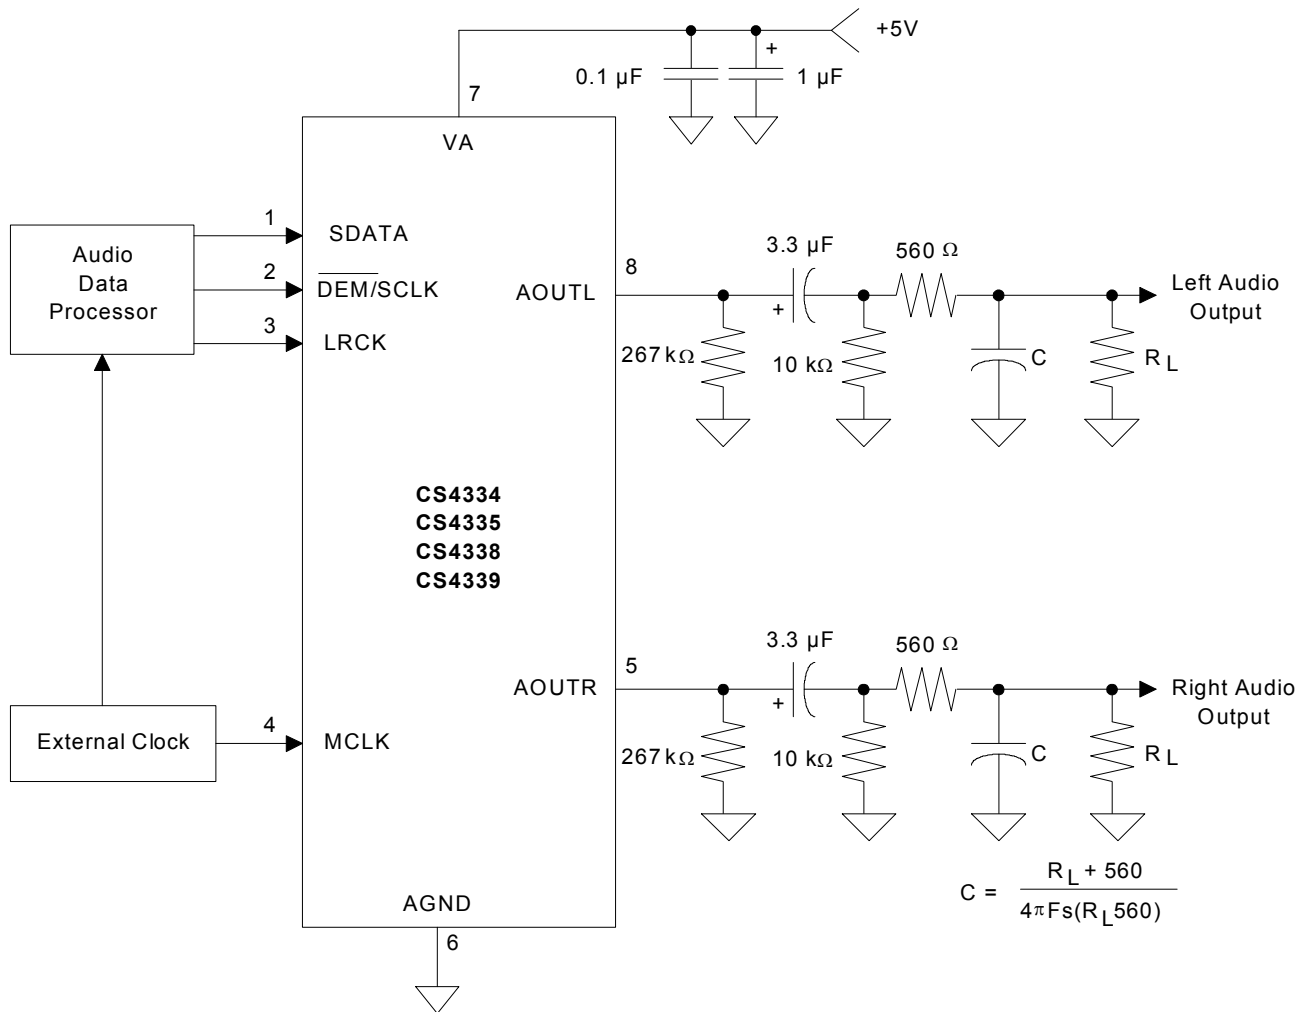 +5V
0.1 µF
+
1 µF
7
VA
Audio
Data
Processor
1
SDATA
2
DEM/SCLK
3
LRCK
AOUTL
8
3.3 µF
+
560 Ω
267 kΩ
10 kΩ
C
R L
Left Audio
Output
CS4334
CS4335
CS4338
CS4339
External Clock
4
MCLK
AOUTR
5
3.3 µF
+
560 Ω
267 kΩ
10 kΩ
C
R L
Right Audio
Output
AGND
6
C = R L + 560
4πFs(R L 560)